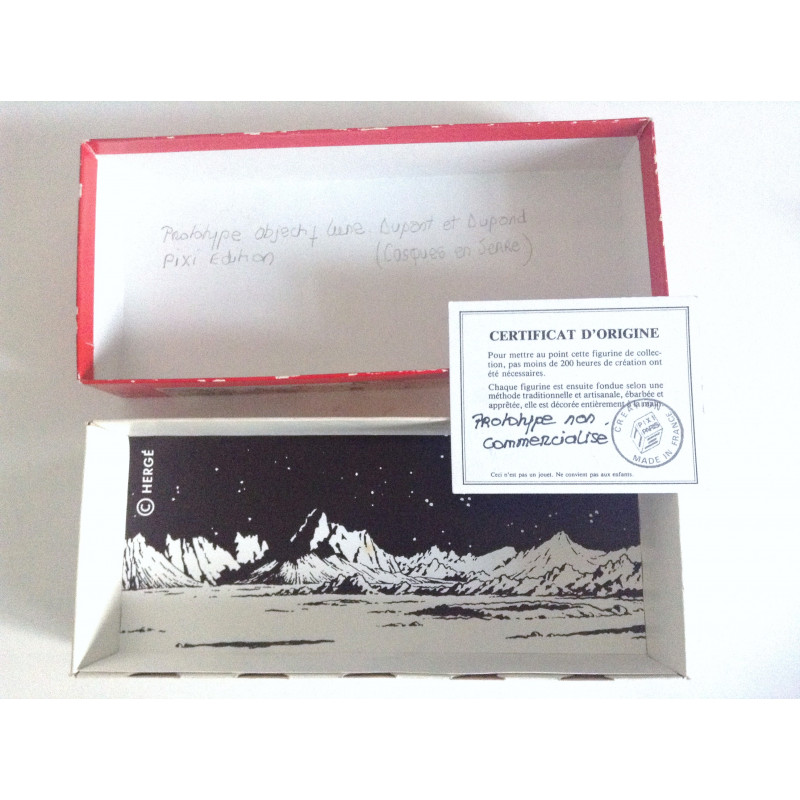 Prototype objectif Lune. Dupont et Dupond
Pixi Edition (Casques en Serre)
CERTIFICAT D'ORIGINE
Pour mettre au point cette figurine de collec-
tion, pas moins de 200 heures de création ont
été nécessaires.
Chaque figurine est ensuite fondue selon une
méthode traditionnelle et artisanale, ébarbée et
apprêtée, elle est décorée entièrement à la main.
Prototype non
commercialisé
CREATION PIXI PARIS MADE IN FRANCE
Ceci n'est pas un jouet. Ne convient pas aux enfants.
© HERGÉ